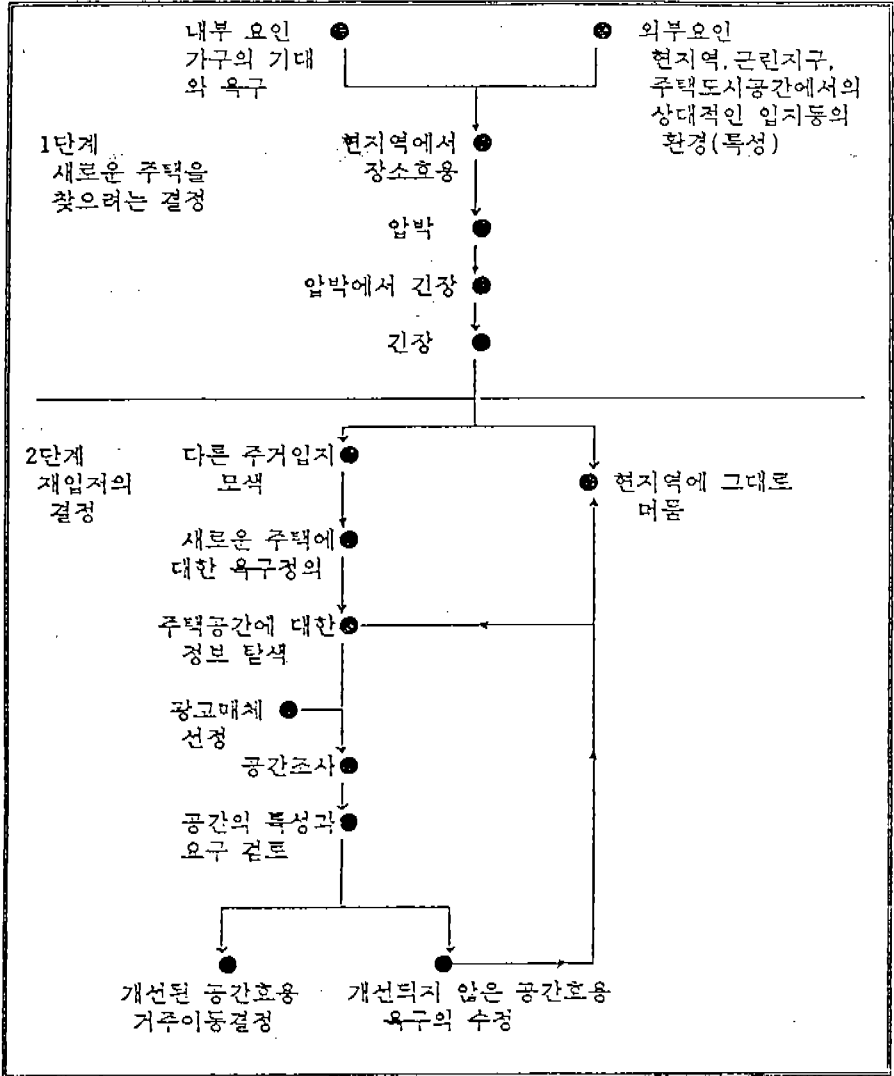 내부 요인
가구의 기대
와 욕구
외부요인
현지역, 근린지구,
주택도시공간에서의
상대적인 입지등의
환경(특성)
1단계
새로운 주택을
찾으려는 결정
현지역에서
장소효용
압박
압박에서 긴장
긴장
2단계
재입저의
결정
다른 주거입지
모색
현지역에 그대로
머뭄
새로운 주택에
대한 욕구정의
주택공간에 대한
정보 탐색
광고매체
선정
공간조사
공간의 특성과
요구 검토
개선된 공간효용
거주이동결정
개선되지 않은 공간효용
욕구의 수정